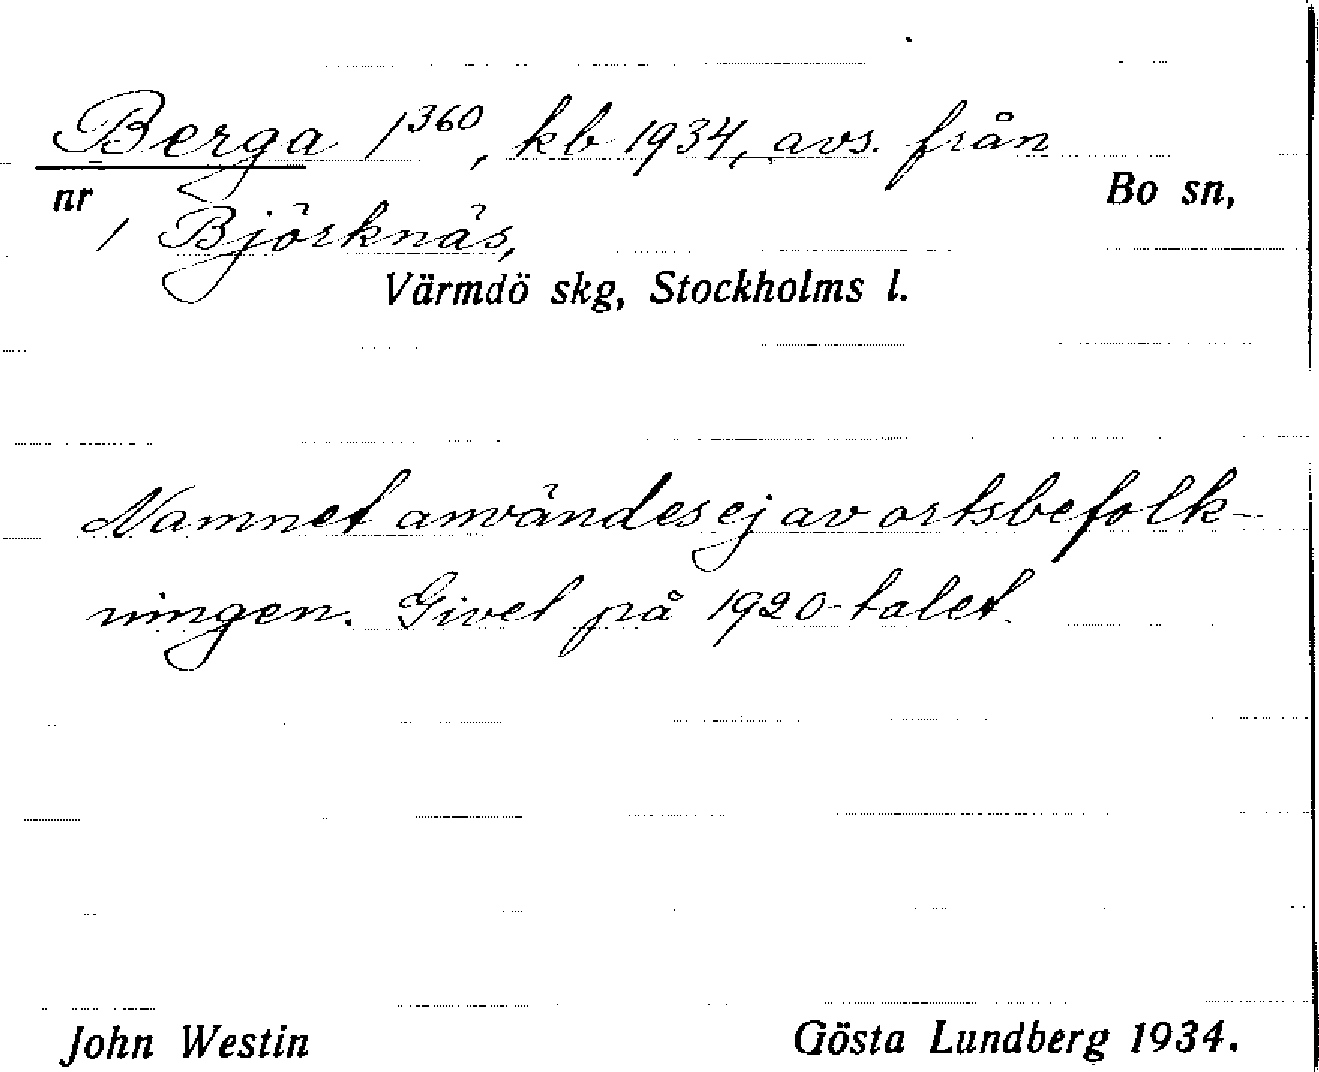 Berga 1³⁶⁰, kb 1934, avs. från
nr Bo sn,
1 Björknäs,
Värmdö skg, Stockholms l.
Namnet användes ej av ortsbefolk-
ningen. Givet på 1920-talet.
John Westin Gösta Lundberg 1934.